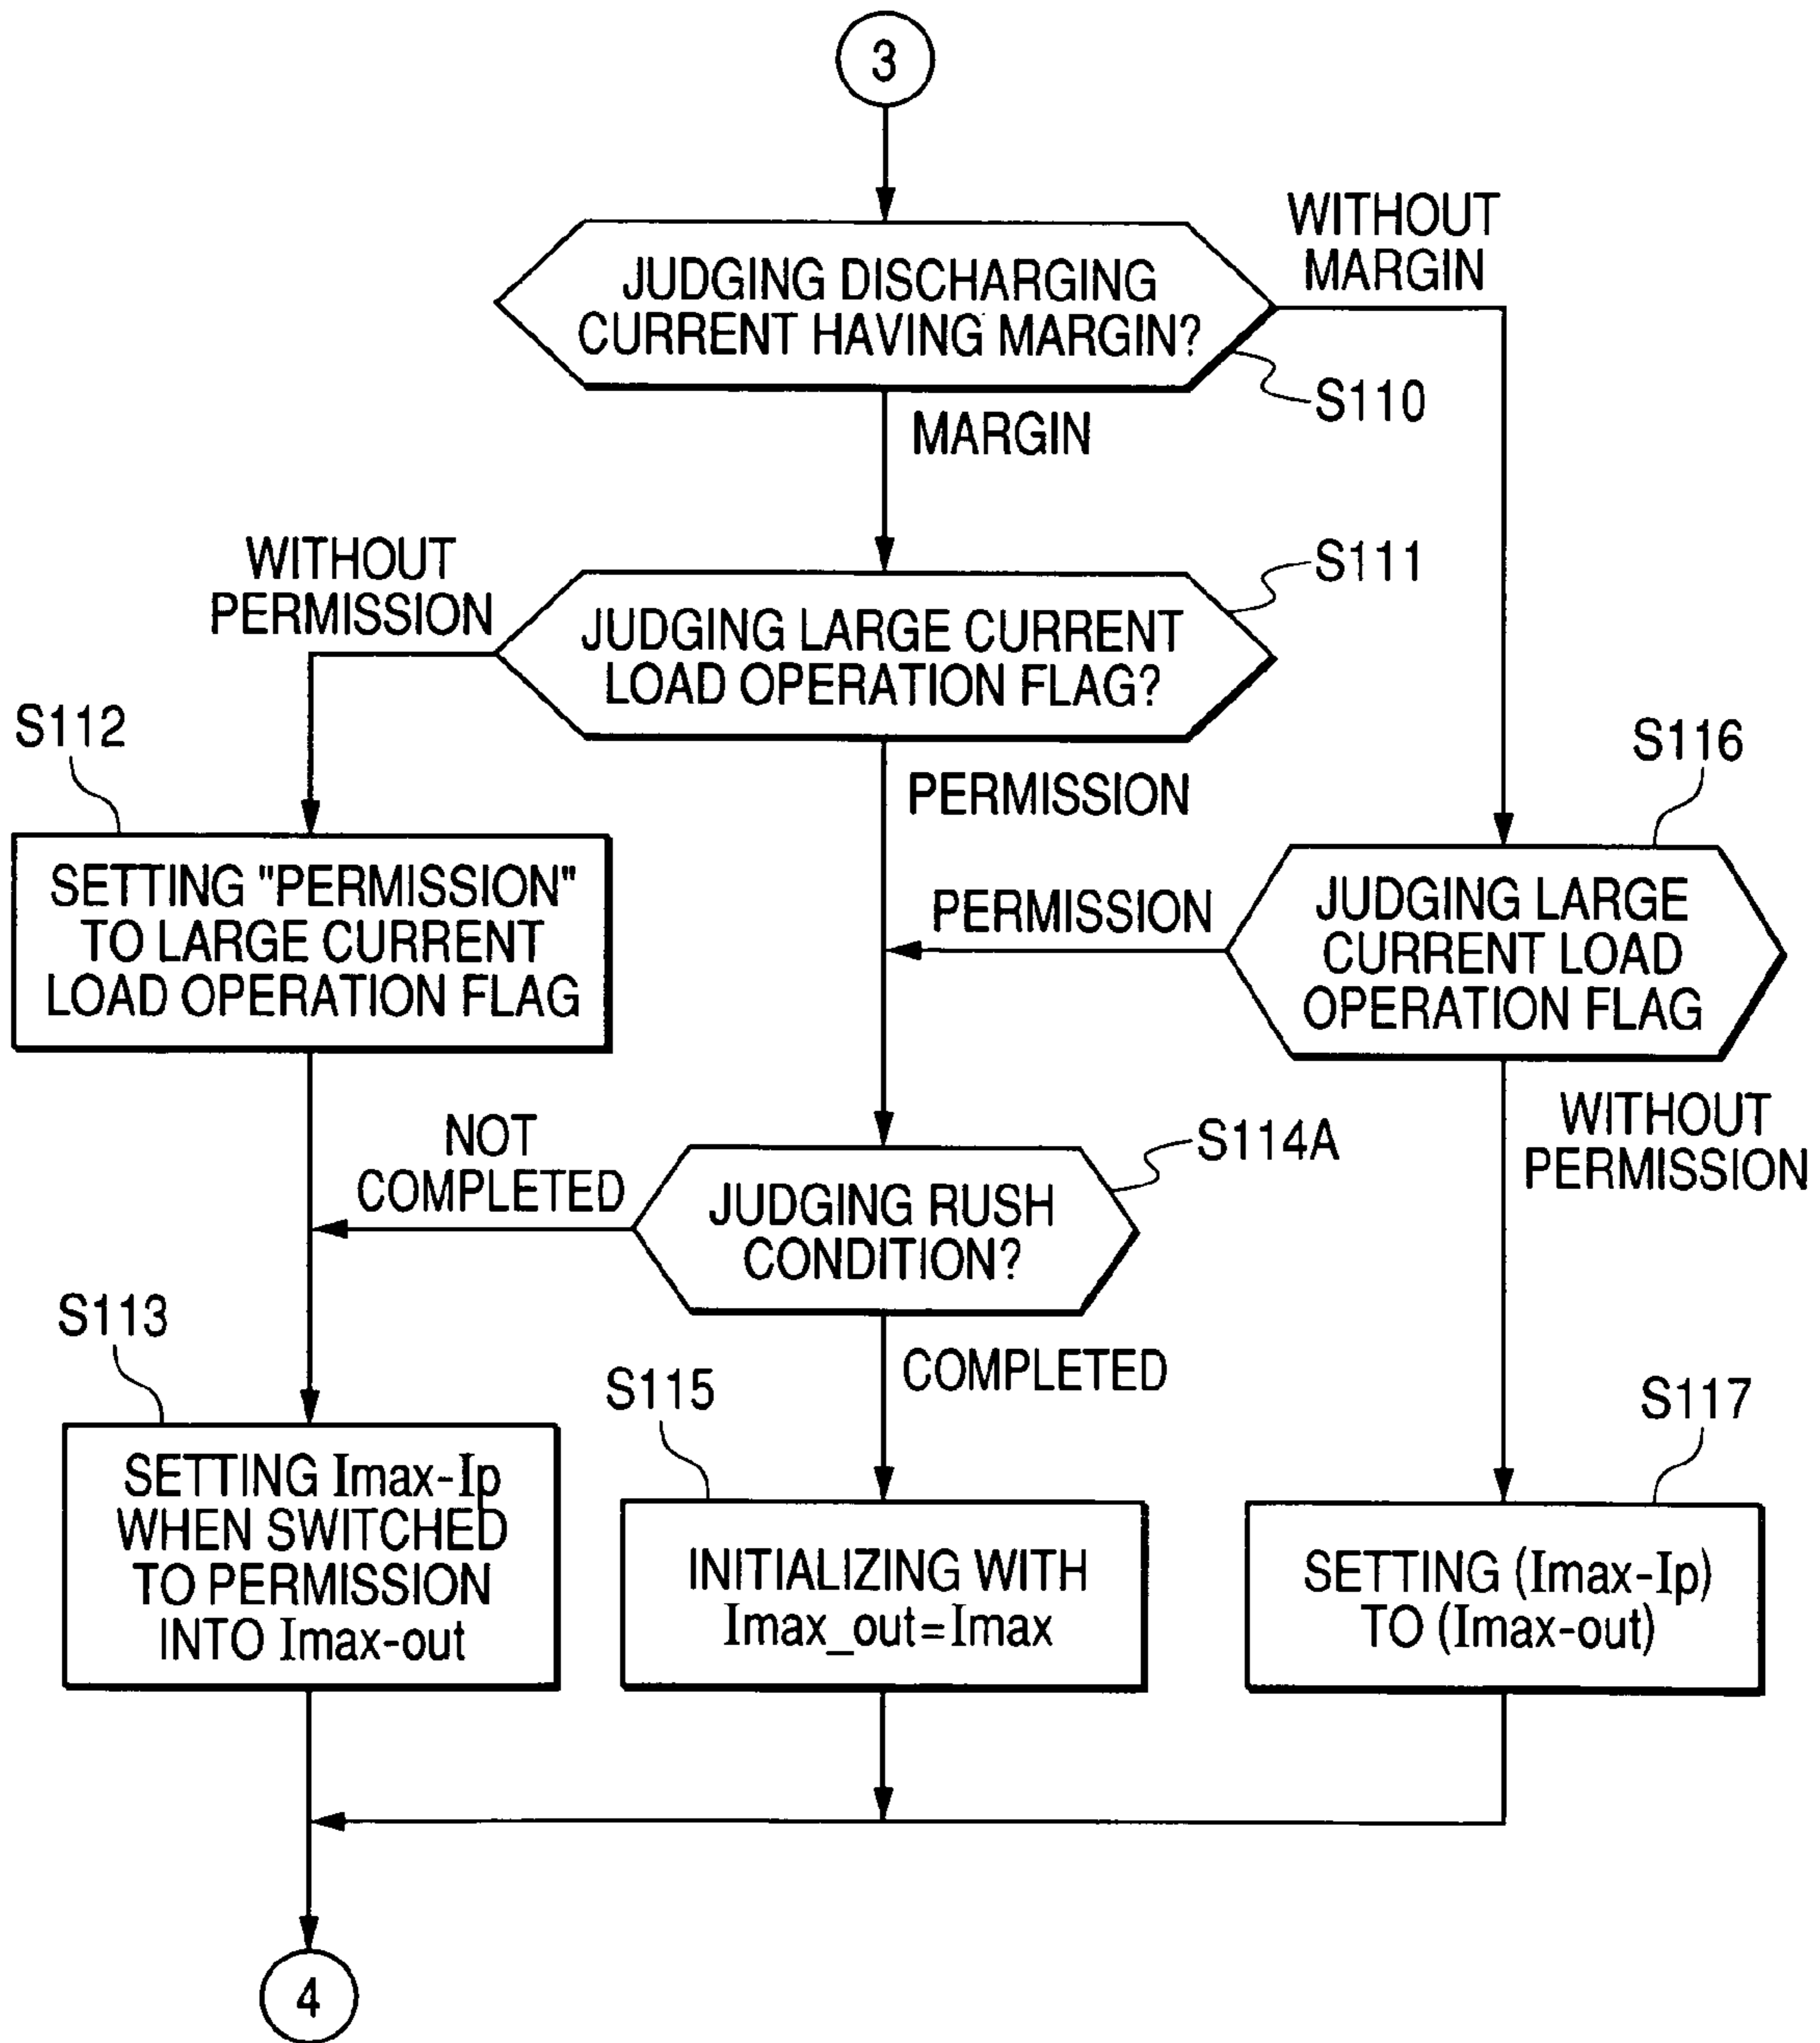 3
JUDGING DISCHARGING
CURRENT HAVING MARGIN?
WITHOUT
MARGIN
S110
MARGIN
WITHOUT
PERMISSION
S111
JUDGING LARGE CURRENT
LOAD OPERATION FLAG?
S112
PERMISSION
S116
SETTING "PERMISSION"
TO LARGE CURRENT
LOAD OPERATION FLAG
PERMISSION
JUDGING LARGE
CURRENT LOAD
OPERATION FLAG
NOT
COMPLETED
S114A
JUDGING RUSH
CONDITION?
WITHOUT
PERMISSION
S113
COMPLETED
S115
S117
SETTING Imax-Ip
WHEN SWITCHED
TO PERMISSION
INTO Imax-out
INITIALIZING WITH
Imax_out=Imax
SETTING (Imax-Ip)
TO (Imax-out)
4